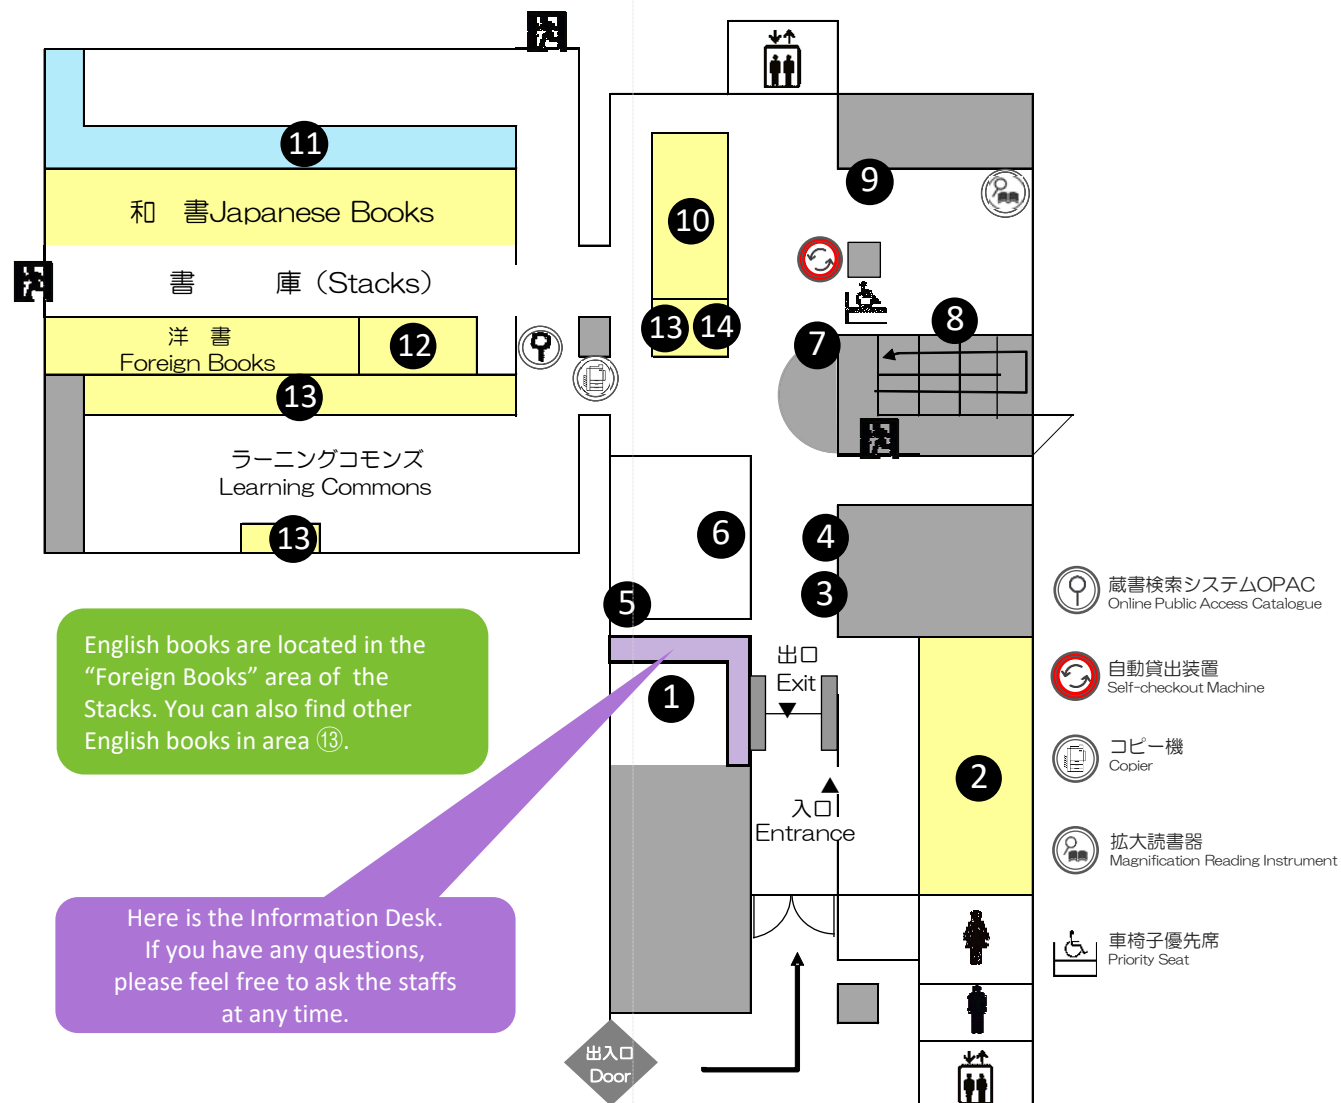 11
和 書Japanese Books
書 庫（Stacks）
洋 書
Foreign Books
12
13
ラーニングコモンズ
Learning Commons
13
10
13
14
9
8
7
6
5
4
3
出口
Exit
1
2
入口
Entrance
English books are located in the
“Foreign Books” area of the
Stacks. You can also find other
English books in area ⑬.
Here is the Information Desk.
If you have any questions,
please feel free to ask the staffs
at any time.
出入口
Door
蔵書検索システムOPAC
Online Public Access Catalogue
自動貸出装置
Self-checkout Machine
コピー機
Copier
拡大読書器
Magnification Reading Instrument
車椅子優先席
Priority Seat